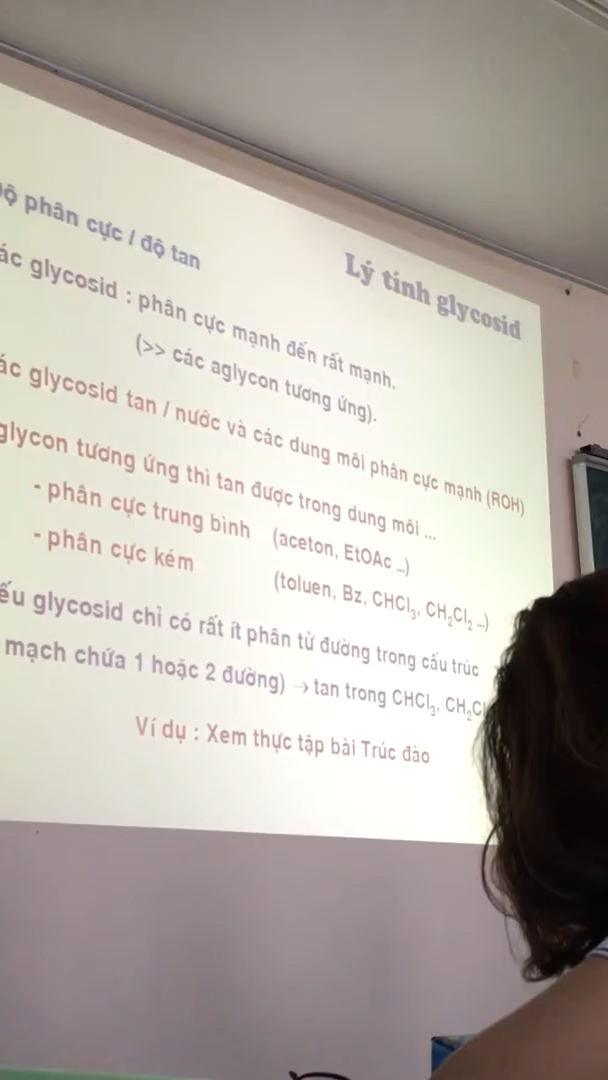 Lý tính glycosid
độ phân cực / độ tan
các glycosid : phân cực mạnh đến rất mạnh.
(>> các aglycon tương ứng).
các glycosid tan / nước và các dung môi phân cực mạnh (ROH)
glycon tương ứng thì tan được trong dung môi ...
- phân cực trung bình (aceton, EtOAc ...)
- phân cực kém (toluen, Bz, CHCl₃, CH₂Cl₂ ...)
ếu glycosid chỉ có rất ít phân tử đường trong cấu trúc
mạch chứa 1 hoặc 2 đường) → tan trong CHCl₃, CH₂Cl
Ví dụ : Xem thực tập bài Trúc đào